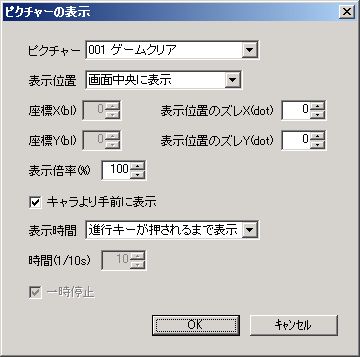 ピクチャーの表示
ピクチャー 001 ゲームクリア
表示位置 画面中央に表示
座標X(bl) 0 表示位置のズレX(dot) 0
座標Y(bl) 0 表示位置のズレY(dot) 0
表示倍率(%) 100
キャラより手前に表示
表示時間 進行キーが押されるまで表示
時間(1/10s) 10
一時停止
OK キャンセル